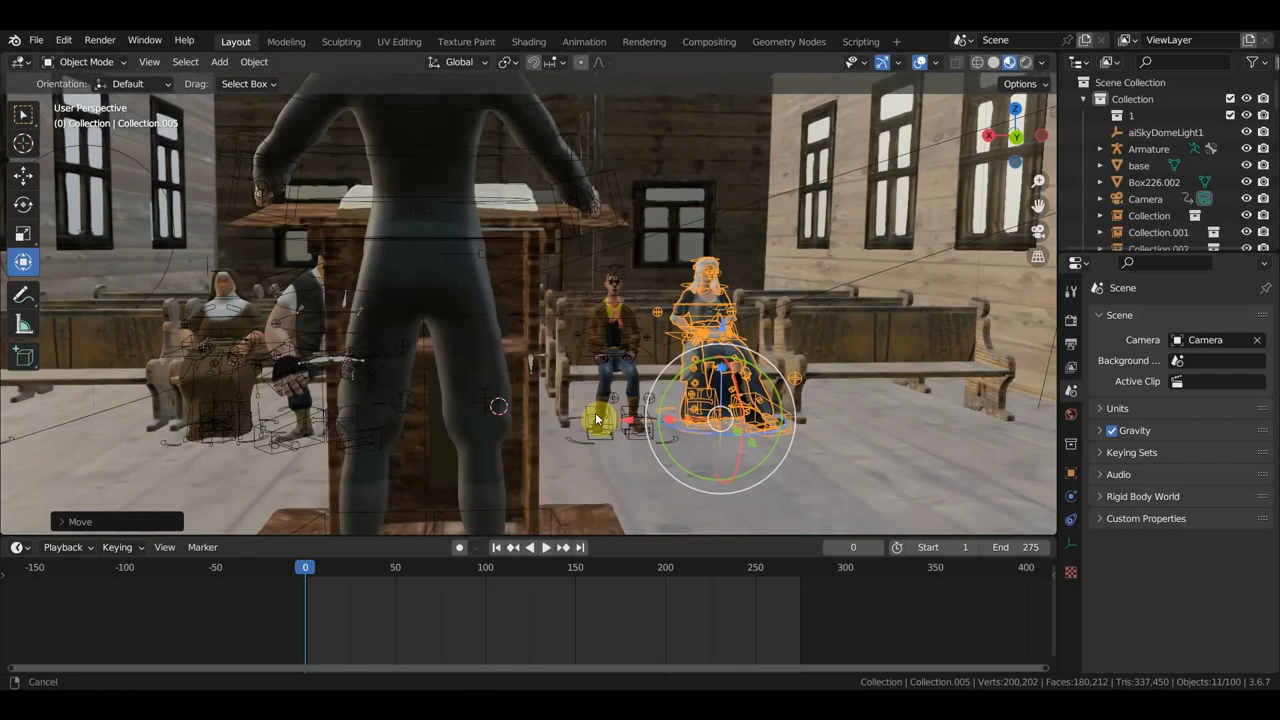 File Edit Render Window Help Layout Modeling Sculpting UV Editing Texture Paint Shading Animation Rendering Compositing Geometry Nodes Scripting + Scene ViewLayer
Object Mode View Select Add Object Global
Orientation: Default Drag: Select Box Options
User Perspective
(0) Collection | Collection.005
Z
X
Y
Scene Collection
Collection
1
aiSkyDomeLight1
Armature
base
Box226.002
Camera
Collection
Collection.001
Collection.002
Scene
Scene
Camera Camera
Background ...
Active Clip
Units
Gravity
Keying Sets
Audio
Rigid Body World
Custom Properties
Move
Playback Keying View Marker 0 Start 1 End 275
-150 -100 -50 0 50 100 150 200 250 300 350 400
Cancel Collection | Collection.005 | Verts:200,202 | Faces:180,212 | Tris:337,450 | Objects:11/100 | 3.6.7